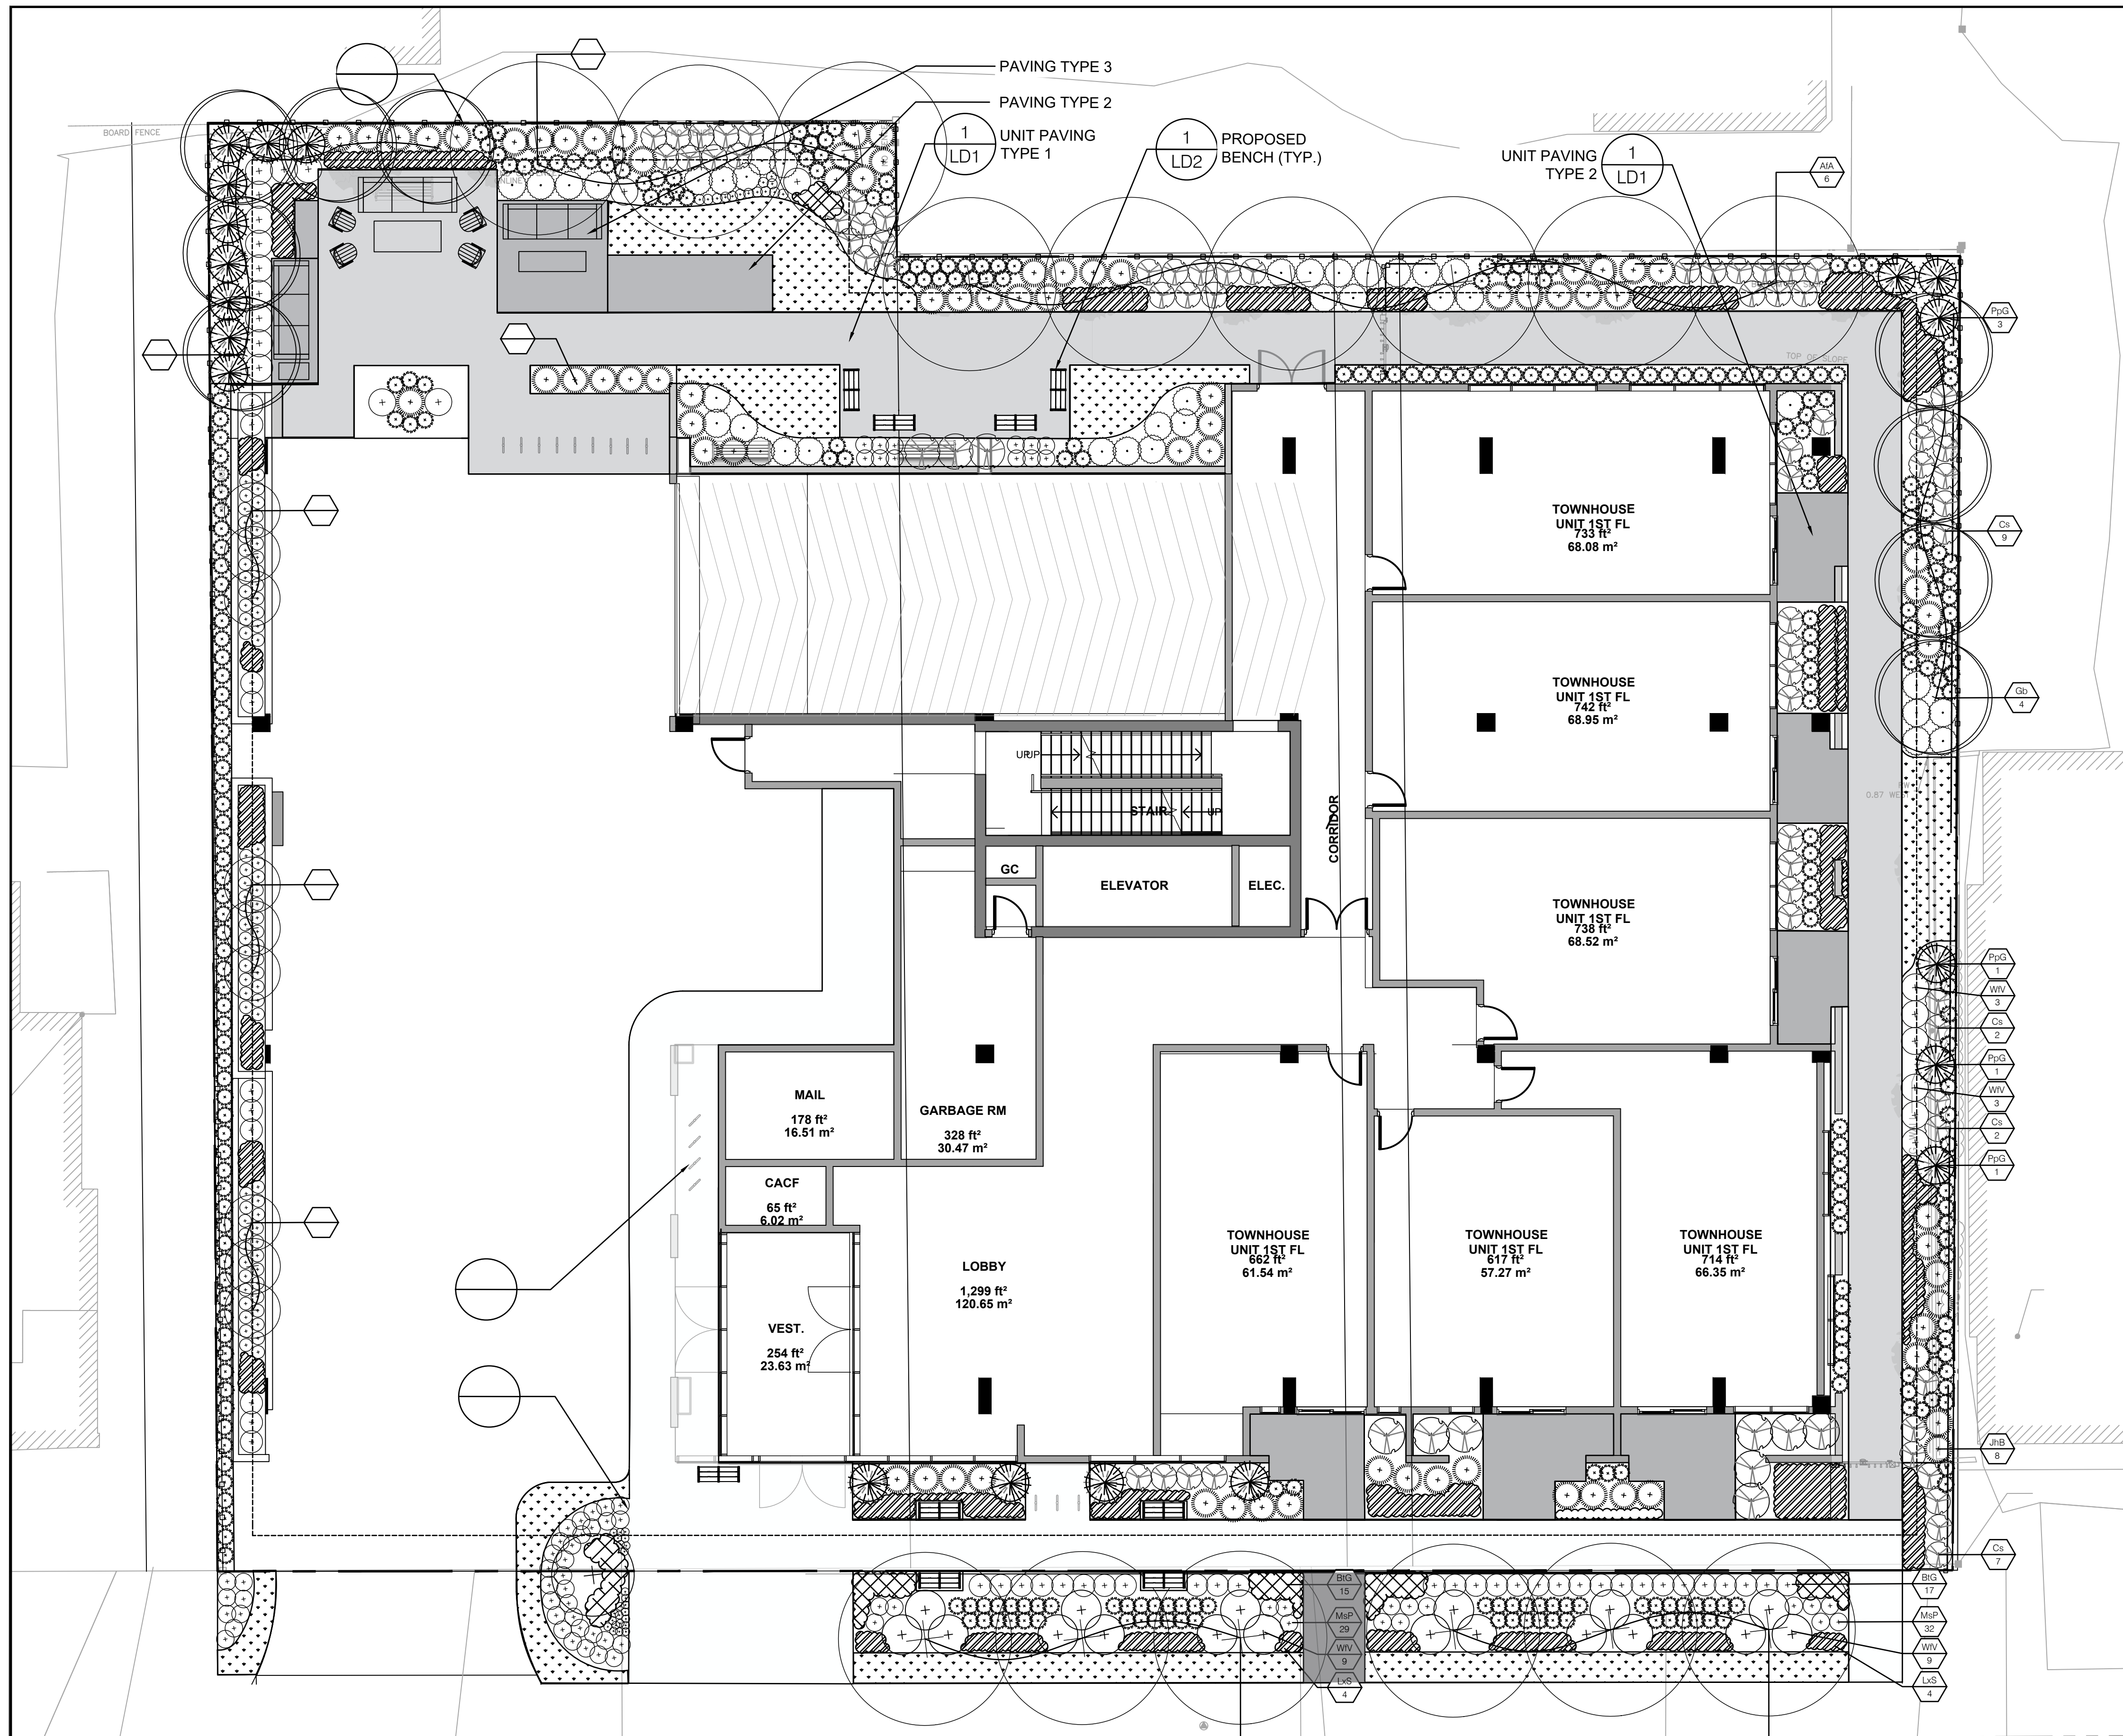 PAVING TYPE 3
PAVING TYPE 2
1
LD1
UNIT PAVING
TYPE 1
1
LD2
PROPOSED
BENCH (TYP.)
UNIT PAVING
TYPE 2
1
LD1
AfA
6
BOARD FENCE
PpG
3
TOP OF SLOPE
TOWNHOUSE
UNIT 1ST FL
733 ft²
68.08 m²
Cs
9
TOWNHOUSE
UNIT 1ST FL
742 ft²
68.95 m²
Gb
4
UP
UP
STAIR
UP
0.87 WEST
CORRIDOR
GC
ELEVATOR
ELEC.
TOWNHOUSE
UNIT 1ST FL
738 ft²
68.52 m²
PpG
1
WfV
3
Cs
2
PpG
1
WfV
3
Cs
2
PpG
1
MAIL
178 ft²
16.51 m²
GARBAGE RM
328 ft²
30.47 m²
CACF
65 ft²
6.02 m²
LOBBY
1,299 ft²
120.65 m²
VEST.
254 ft²
23.63 m²
TOWNHOUSE
UNIT 1ST FL
662 ft²
61.54 m²
TOWNHOUSE
UNIT 1ST FL
617 ft²
57.27 m²
TOWNHOUSE
UNIT 1ST FL
714 ft²
66.35 m²
JhB
8
Cs
7
BtG
15
MsP
29
WfV
9
LxS
4
BtG
17
MsP
32
WfV
9
LxS
4